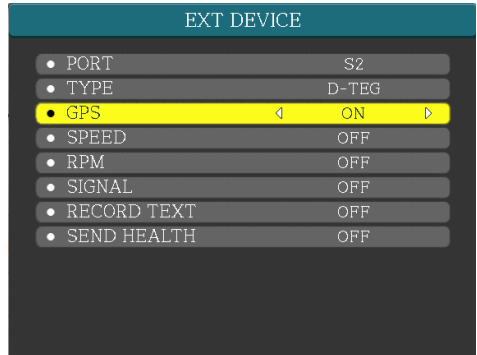 EXT DEVICE
PORT S2
TYPE D-TEG
GPS ON
SPEED OFF
RPM OFF
SIGNAL OFF
RECORD TEXT OFF
SEND HEALTH OFF